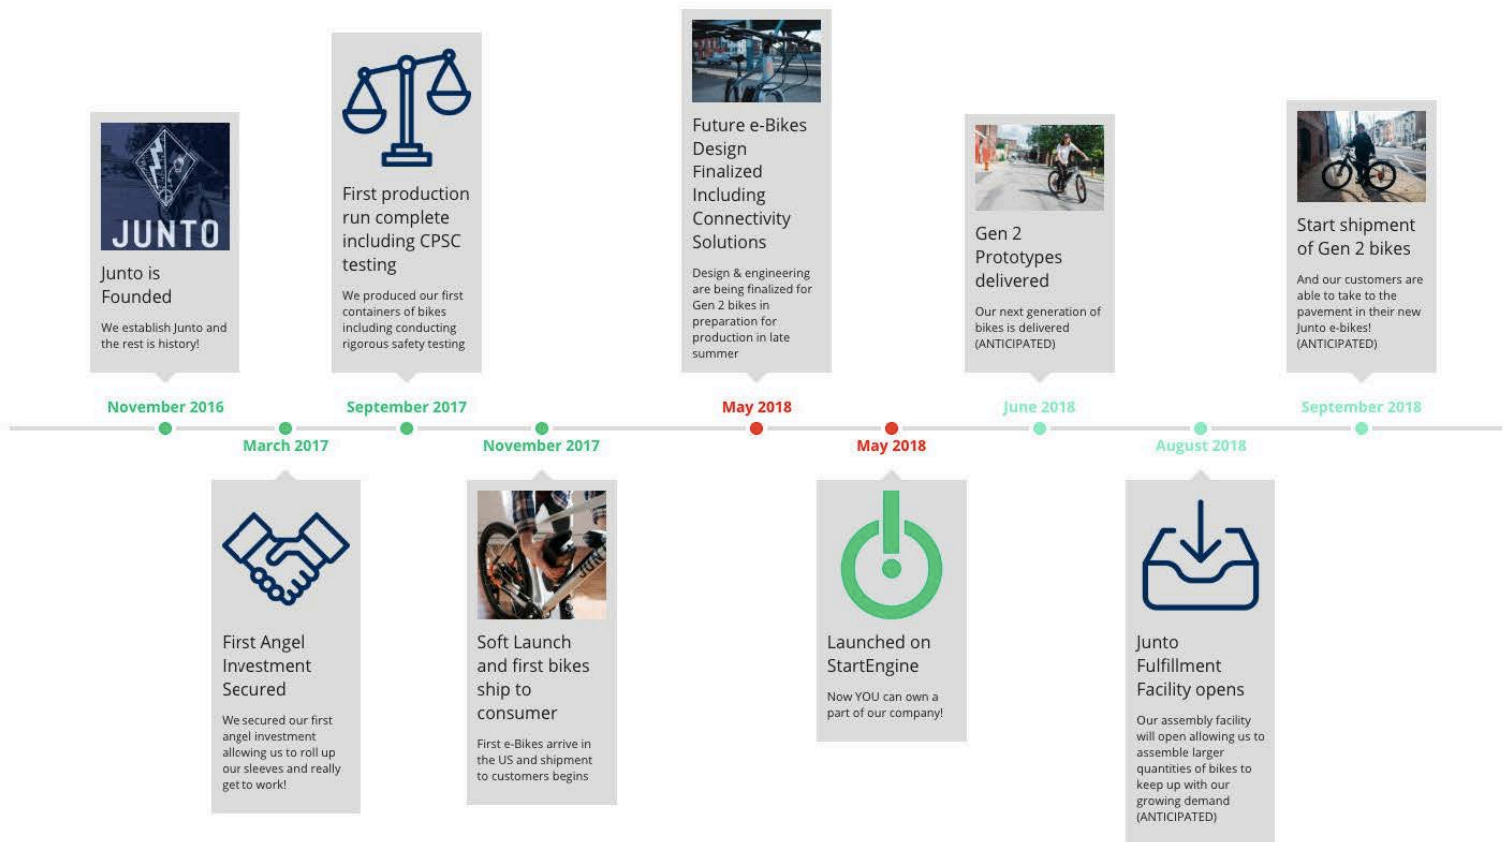 JUNTO
Junto is
Founded
We establish Junto and
the rest is history!
November 2016
March 2017
First Angel
Investment
Secured
We secured our first
angel investment
allowing us to roll up
our sleeves and really
get to work!
First production
run complete
including CPSC
testing
We produced our first
containers of bikes
including conducting
rigorous safety testing
September 2017
November 2017
JUNTO
Soft Launch
and first bikes
ship to
consumer
First e-Bikes arrive in
the US and shipment
to customers begins
Future e-Bikes
Design
Finalized
Including
Connectivity
Solutions
Design & engineering
are being finalized for
Gen 2 bikes in
preparation for
production in late
summer
May 2018
May 2018
Launched on
StartEngine
Now YOU can own a
part of our company!
Gen 2
Prototypes
delivered
Our next generation of
bikes is delivered
(ANTICIPATED)
June 2018
August 2018
Junto
Fulfillment
Facility opens
Our assembly facility
will open allowing us to
assemble larger
quantities of bikes to
keep up with our
growing demand
(ANTICIPATED)
Start shipment
of Gen 2 bikes
And our customers are
able to take to the
pavement in their new
Junto e-bikes!
(ANTICIPATED)
September 2018